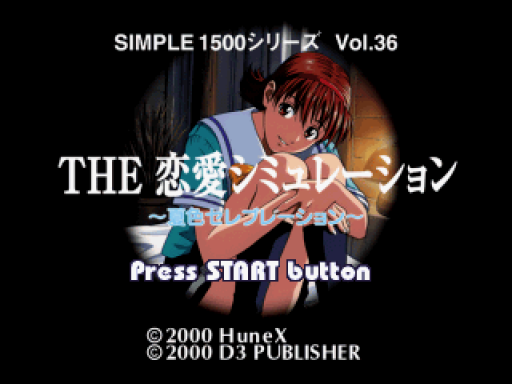 SIMPLE 1500シリーズ Vol.36
THE 恋愛シミュレーション
～夏色セレブレーション～
Press START button
©2000 HuneX
©2000 D3 PUBLISHER